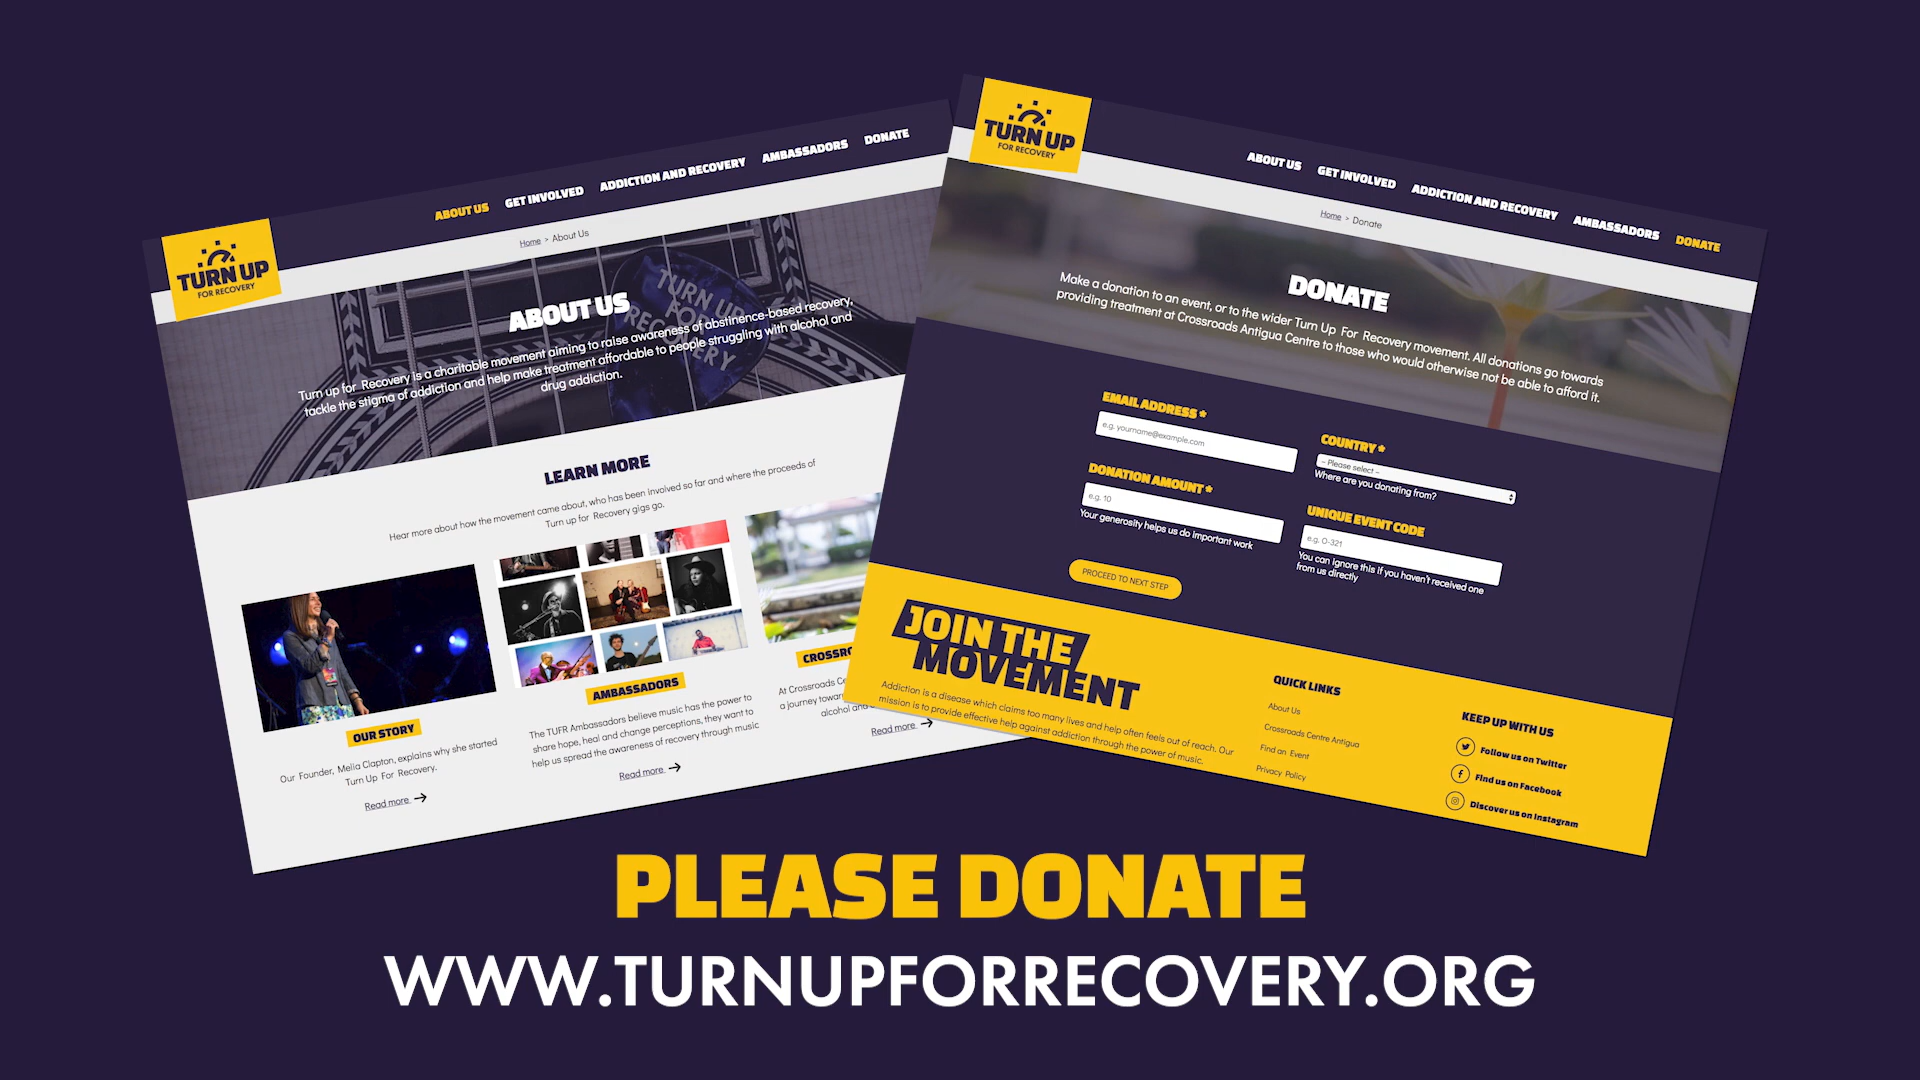 TURN UP
FOR RECOVERY
ABOUT US
GET INVOLVED
ADDICTION AND RECOVERY
AMBASSADORS
DONATE
Home > About Us
TURN UP
FOR
RECOVERY
ABOUT US
Turn up for Recovery is a charitable movement aiming to raise awareness of abstinence-based recovery,
tackle the stigma of addiction and help make treatment affordable to people struggling with alcohol and
drug addiction.
LEARN MORE
Hear more about how the movement came about, who has been involved so far and where the proceeds of
Turn up for Recovery gigs go.
OUR STORY
Our Founder, Melia Clapton, explains why she started
Turn Up For Recovery.
Read more
AMBASSADORS
The TUFR Ambassadors believe music has the power to
share hope, heal and change perceptions, they want to
help us spread the awareness of recovery through music
Read more
CROSSRO
At Crossroads Ce
a journey towar
alcohol and
Read more
TURN UP
FOR RECOVERY
ABOUT US
GET INVOLVED
ADDICTION AND RECOVERY
AMBASSADORS
DONATE
Home > Donate
DONATE
Make a donation to an event, or to the wider Turn Up For Recovery movement. All donations go towards
providing treatment at Crossroads Antigua Centre to those who would otherwise not be able to afford it.
EMAIL ADDRESS *
e.g. yourname@example.com
COUNTRY *
- Please select -
Where are you donating from?
DONATION AMOUNT *
e.g. 10
Your generosity helps us do important work
UNIQUE EVENT CODE
e.g. O-321
You can ignore this if you haven't received one
from us directly
PROCEED TO NEXT STEP
JOIN THE
MOVEMENT
Addiction is a disease which claims too many lives and help often feels out of reach. Our
mission is to provide effective help against addiction through the power of music.
QUICK LINKS
About Us
Crossroads Centre Antigua
Find an Event
Privacy Policy
KEEP UP WITH US
Follow us on Twitter
Find us on Facebook
Discover us on Instagram
PLEASE DONATE
WWW.TURNUPFORRECOVERY.ORG